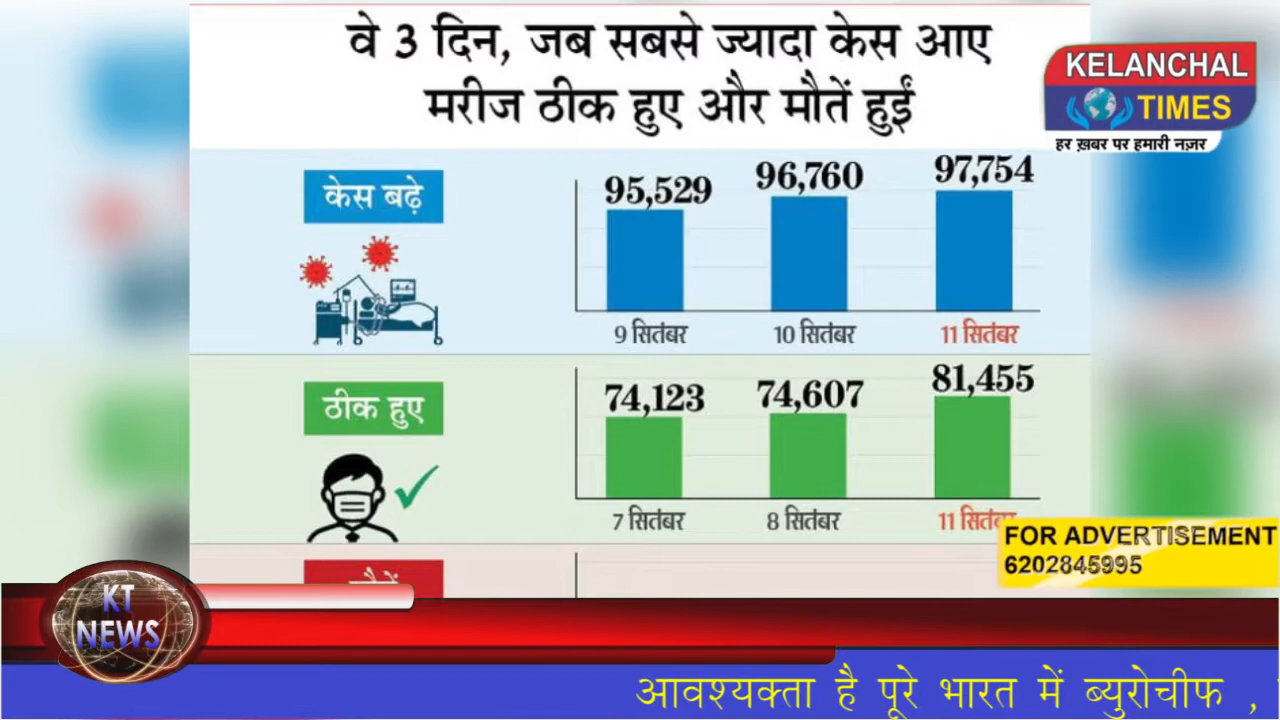 वे 3 दिन, जब सबसे ज्यादा केस आए
मरीज ठीक हुए और मौतें हुईं
KELANCHAL
TIMES
हर ख़बर पर हमारी नज़र
केस बढ़े
95,529
96,760
97,754
9 सितंबर
10 सितंबर
11 सितंबर
ठीक हुए
74,123
74,607
81,455
7 सितंबर
8 सितंबर
11
FOR ADVERTISEMENT
6202845995
KT
NEWS
आवश्यक्ता है पूरे भारत में ब्युरोचीफ ,